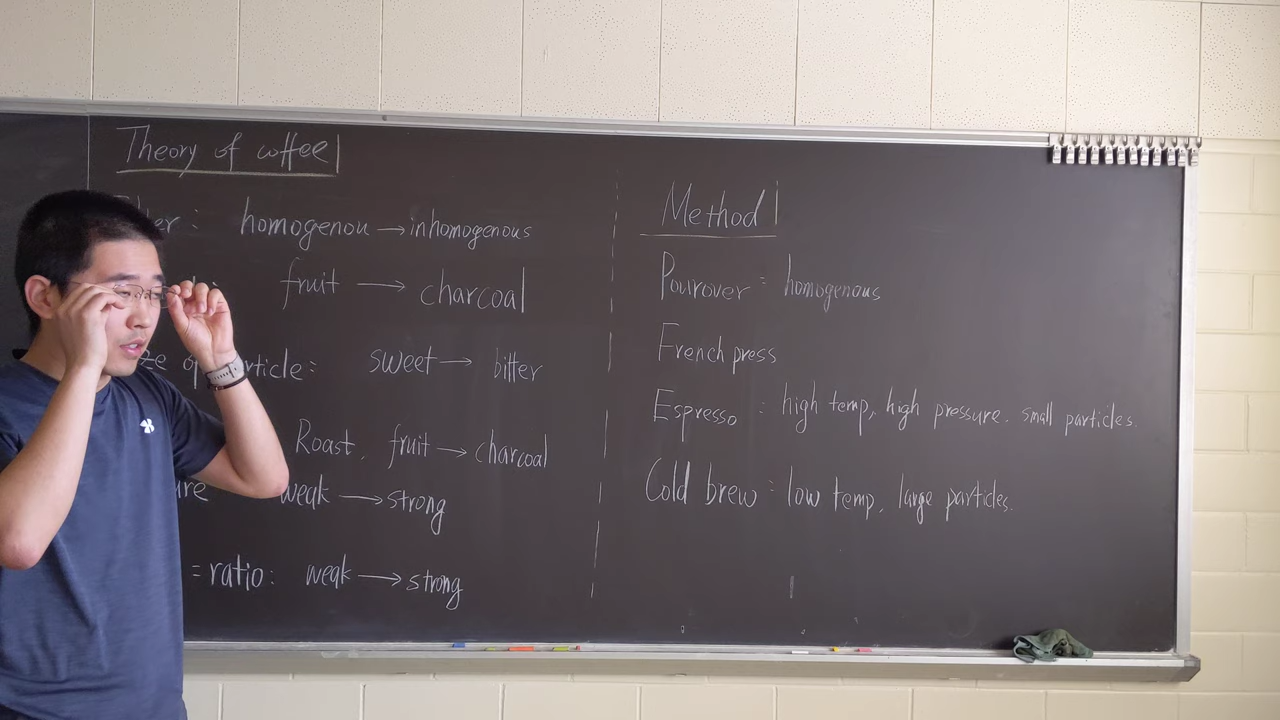 Theory of coffee
homogenou → inhomogenous
fruit → charcoal
sweet → bitter
Roast, fruit → charcoal
weak → strong
= ratio: weak → strong
Method
Pourover : homogenous
French press
Espresso : high temp, high pressure. small particles.
Cold brew : low temp, large particles.